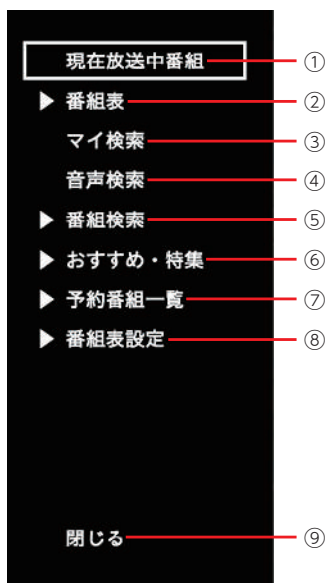 現在放送中番組 ①
▶ 番組表 ②
マイ検索 ③
音声検索 ④
▶ 番組検索 ⑤
▶ おすすめ・特集 ⑥
▶ 予約番組一覧 ⑦
▶ 番組表設定 ⑧
閉じる ⑨